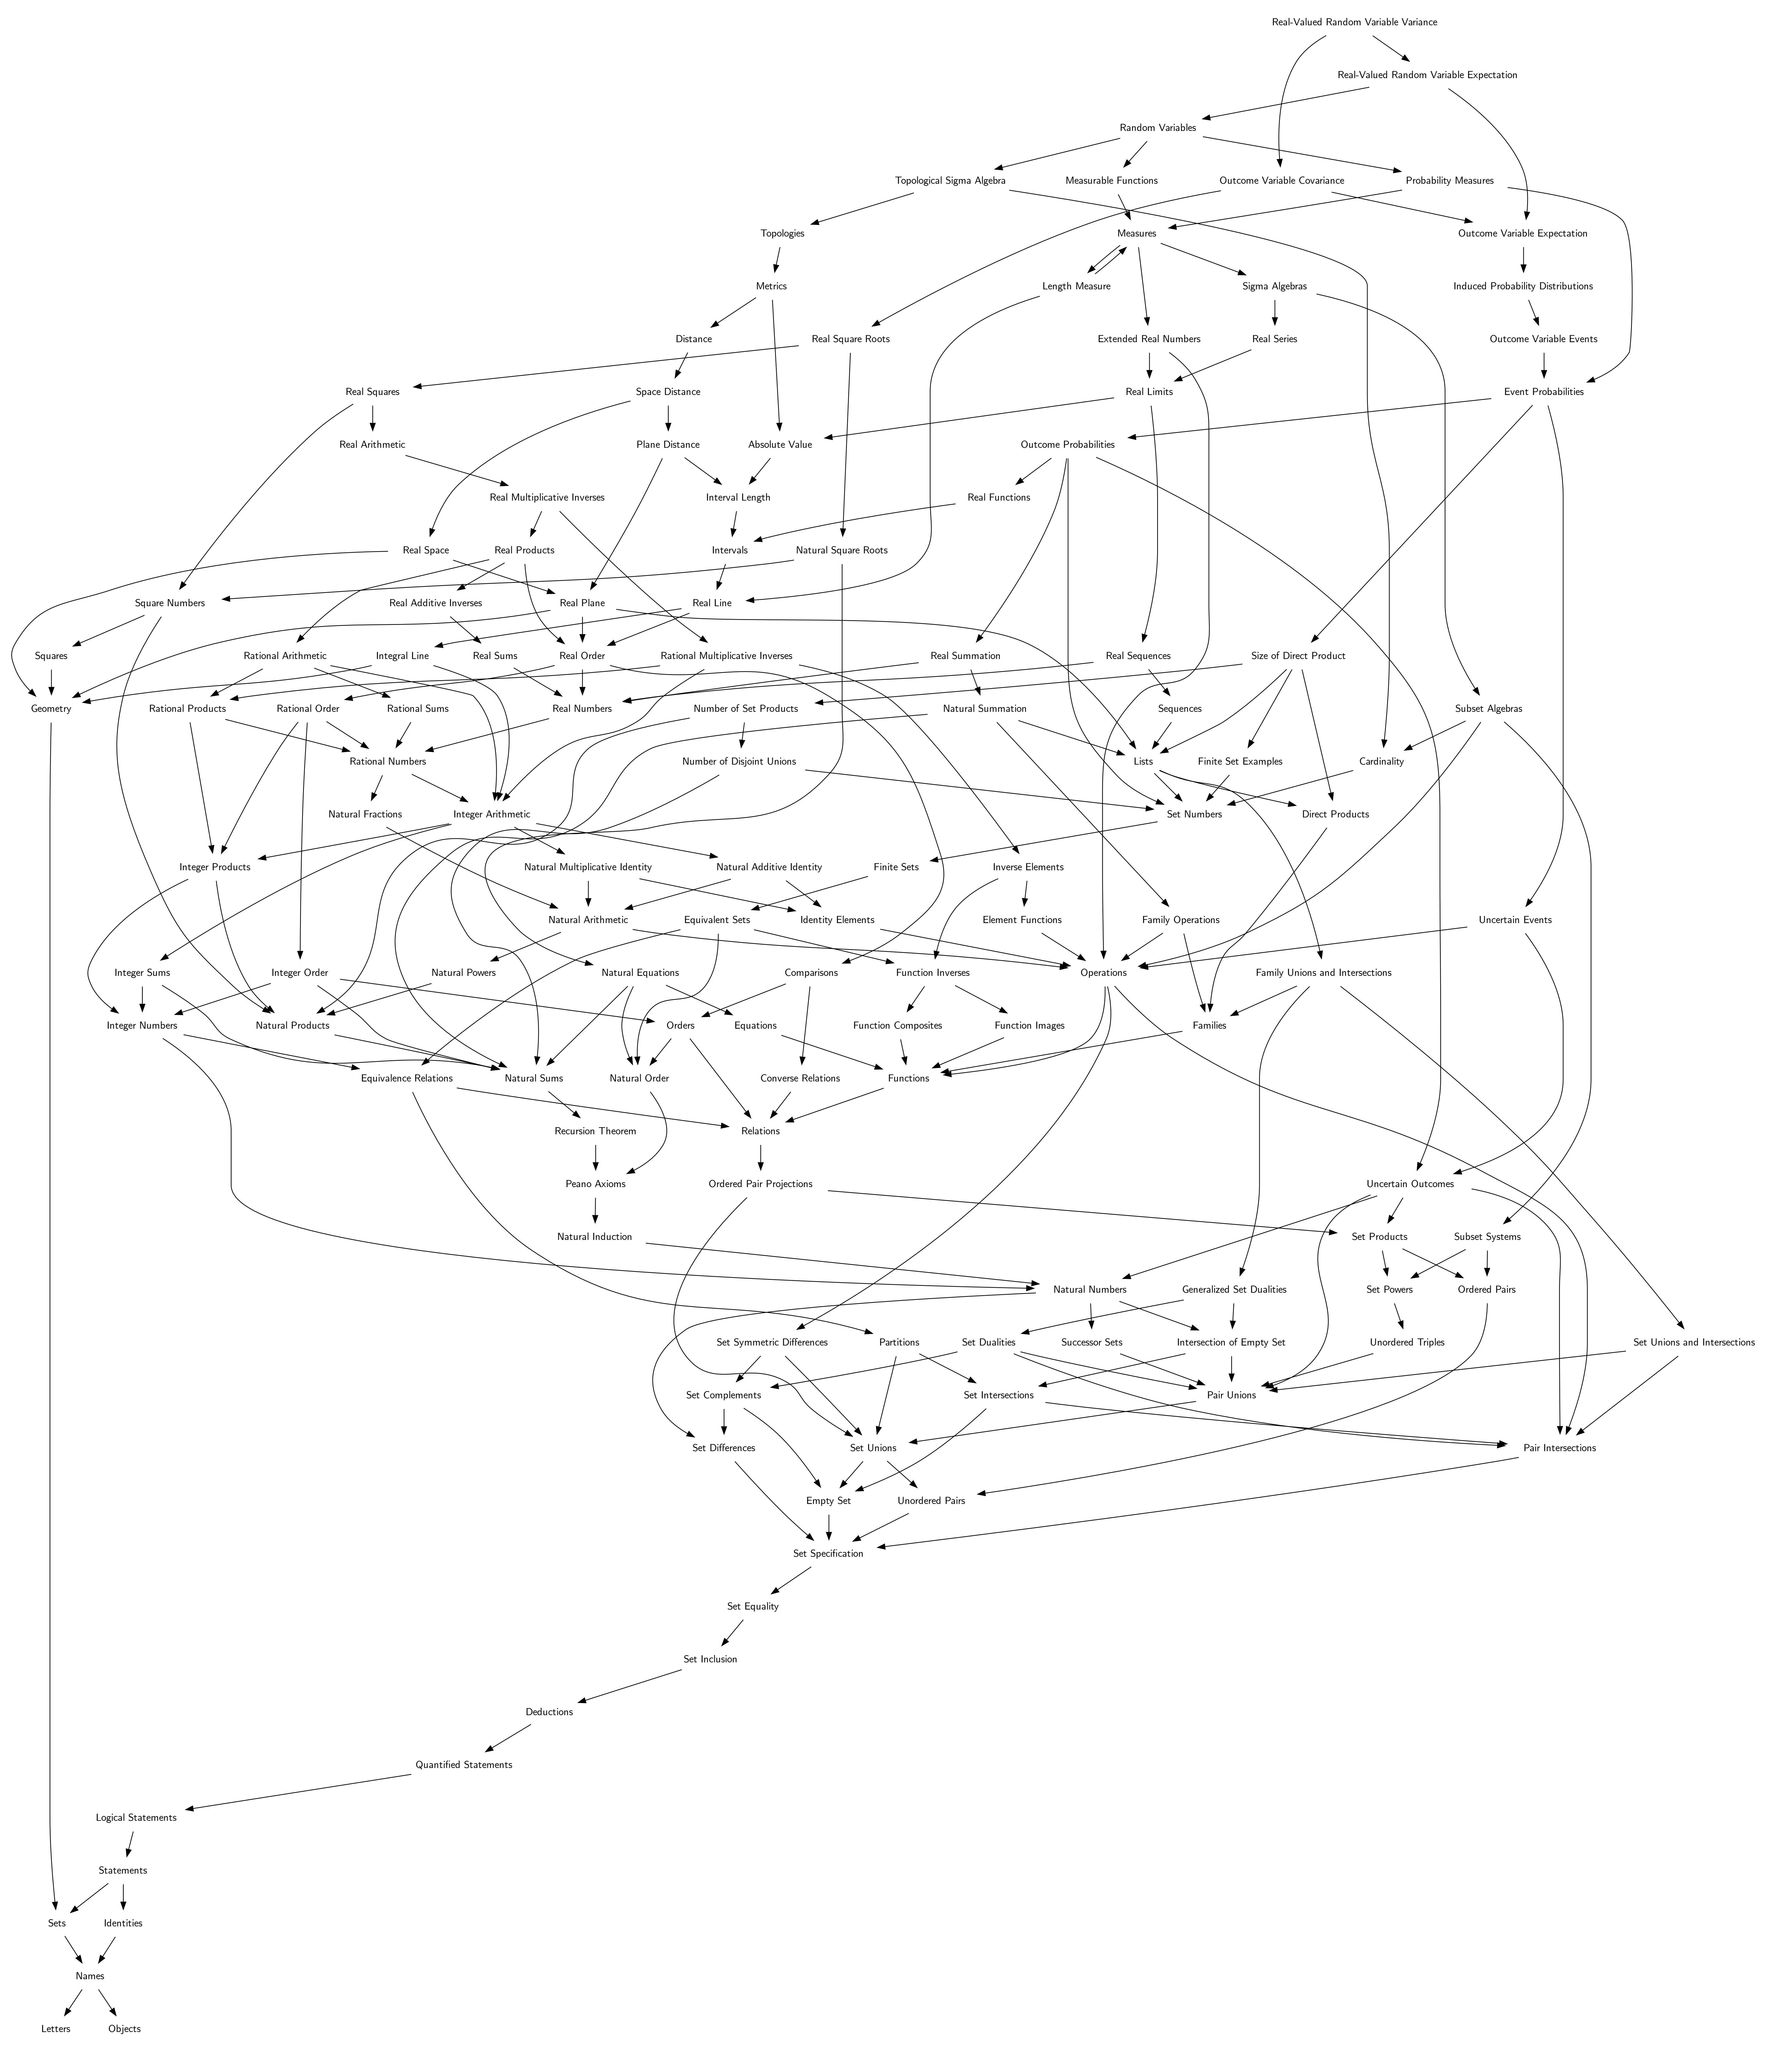 Real-Valued Random Variable Variance
Real-Valued Random Variable Expectation
Random Variables
Topological Sigma Algebra
Measurable Functions
Outcome Variable Covariance
Probability Measures
Topologies
Measures
Outcome Variable Expectation
Metrics
Length Measure
Sigma Algebras
Induced Probability Distributions
Distance
Real Square Roots
Extended Real Numbers
Real Series
Outcome Variable Events
Real Squares
Space Distance
Real Limits
Event Probabilities
Real Arithmetic
Plane Distance
Absolute Value
Outcome Probabilities
Real Multiplicative Inverses
Interval Length
Real Functions
Real Space
Real Products
Intervals
Natural Square Roots
Square Numbers
Real Additive Inverses
Real Plane
Real Line
Squares
Rational Arithmetic
Integral Line
Real Sums
Real Order
Rational Multiplicative Inverses
Real Summation
Real Sequences
Size of Direct Product
Geometry
Rational Products
Rational Order
Rational Sums
Real Numbers
Number of Set Products
Natural Summation
Sequences
Subset Algebras
Rational Numbers
Number of Disjoint Unions
Lists
Finite Set Examples
Cardinality
Natural Fractions
Integer Arithmetic
Set Numbers
Direct Products
Integer Products
Natural Multiplicative Identity
Natural Additive Identity
Finite Sets
Inverse Elements
Natural Arithmetic
Equivalent Sets
Identity Elements
Element Functions
Family Operations
Uncertain Events
Integer Sums
Integer Order
Natural Powers
Natural Equations
Comparisons
Function Inverses
Operations
Family Unions and Intersections
Integer Numbers
Natural Products
Orders
Equations
Function Composites
Function Images
Families
Equivalence Relations
Natural Sums
Natural Order
Converse Relations
Functions
Recursion Theorem
Relations
Peano Axioms
Ordered Pair Projections
Uncertain Outcomes
Natural Induction
Set Products
Subset Systems
Natural Numbers
Generalized Set Dualities
Set Powers
Ordered Pairs
Set Symmetric Differences
Partitions
Set Dualities
Successor Sets
Intersection of Empty Set
Unordered Triples
Set Unions and Intersections
Set Complements
Set Intersections
Pair Unions
Set Differences
Set Unions
Pair Intersections
Empty Set
Unordered Pairs
Set Specification
Set Equality
Set Inclusion
Deductions
Quantified Statements
Logical Statements
Statements
Sets
Identities
Names
Letters
Objects